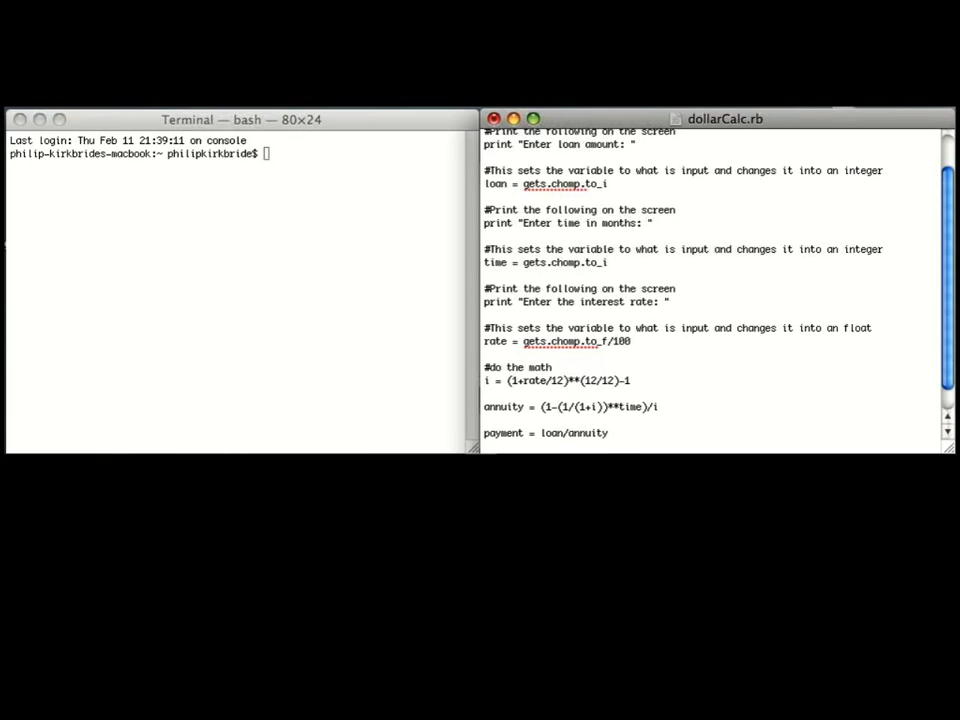 Terminal — bash — 80×24
Last login: Thu Feb 11 21:39:11 on console
philip-kirkbrides-macbook:~ philipkirkbride$
dollarCalc.rb
#Print the following on the screen
print "Enter loan amount: "
#This sets the variable to what is input and changes it into an integer
loan = gets.chomp.to_i
#Print the following on the screen
print "Enter time in months: "
#This sets the variable to what is input and changes it into an integer
time = gets.chomp.to_i
#Print the following on the screen
print "Enter the interest rate: "
#This sets the variable to what is input and changes it into an float
rate = gets.chomp.to_f/100
#do the math
i = (1+rate/12)**(12/12)-1
annuity = (1-(1/(1+i))**time)/i
payment = loan/annuity